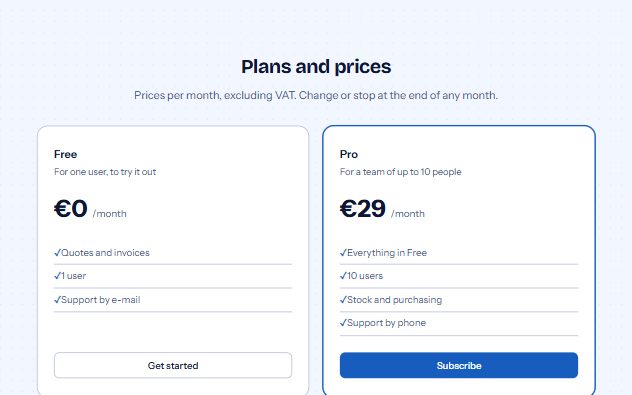 Plans and prices
Prices per month, excluding VAT. Change or stop at the end of any month.
Free
For one user, to try it out
€0 /month
✓Quotes and invoices
✓1 user
✓Support by e-mail
Get started
Pro
For a team of up to 10 people
€29 /month
✓Everything in Free
✓10 users
✓Stock and purchasing
✓Support by phone
Subscribe